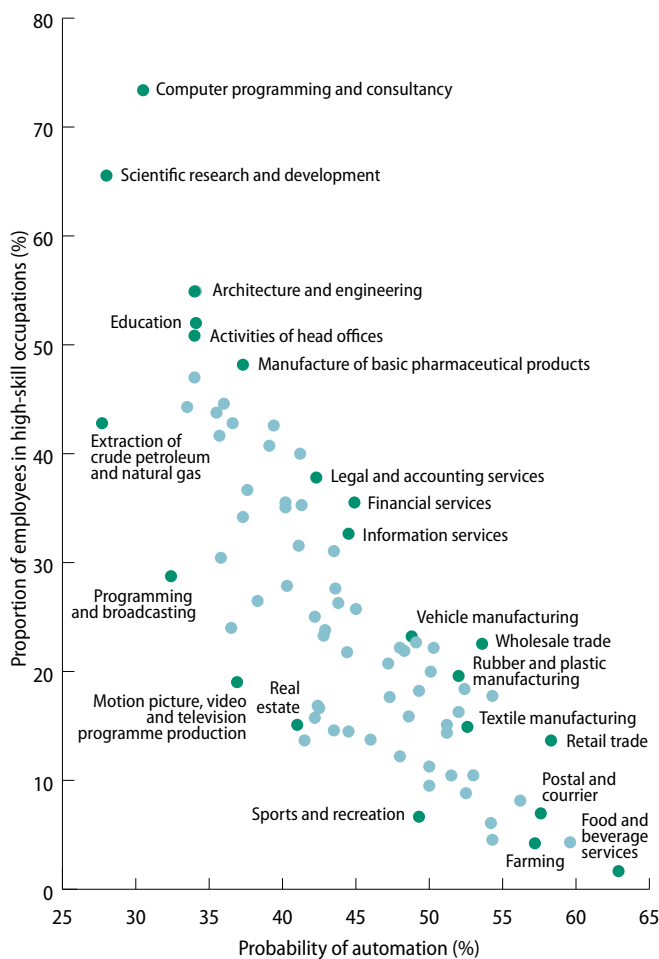 80
Computer programming and consultancy
70
Scientific research and development
60
Architecture and engineering
Education
Activities of head offices
50
Manufacture of basic pharmaceutical products
Extraction of
crude petroleum
and natural gas
40
Legal and accounting services
Financial services
Information services
30
Programming
and broadcasting
Vehicle manufacturing
Wholesale trade
Rubber and plastic
manufacturing
20
Motion picture, video
and television
programme production
Real
estate
Textile manufacturing
Retail trade
10
Postal and
courrier
Sports and recreation
Food and
beverage
services
Farming
0
25
30
35
40
45
50
55
60
65
Probability of automation (%)
Proportion of employees in high-skill occupations (%)